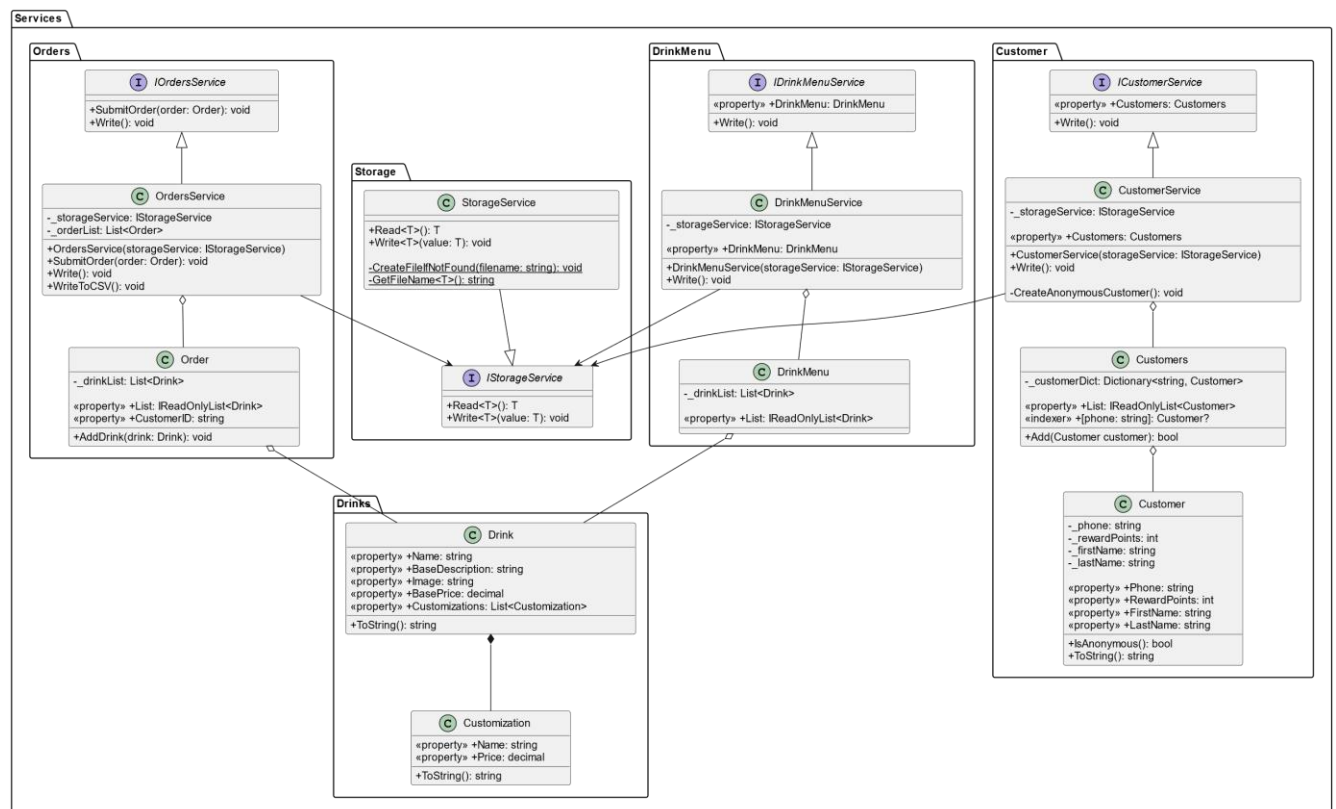 Services
Orders
I IOrdersService
+SubmitOrder(order: Order): void
+Write(): void
C OrdersService
-_storageService: IStorageService
-_orderList: List<Order>
+OrdersService(storageService: IStorageService)
+SubmitOrder(order: Order): void
+Write(): void
+WriteToCSV(): void
C Order
-_drinkList: List<Drink>
«property» +List: IReadOnlyList<Drink>
«property» +CustomerID: string
+AddDrink(drink: Drink): void
Storage
C StorageService
+Read<T>(): T
+Write<T>(value: T): void
-CreateFileIfNotFound(filename: string): void
-GetFileName<T>(): string
I IStorageService
+Read<T>(): T
+Write<T>(value: T): void
DrinkMenu
I IDrinkMenuService
«property» +DrinkMenu: DrinkMenu
+Write(): void
C DrinkMenuService
-_storageService: IStorageService
«property» +DrinkMenu: DrinkMenu
+DrinkMenuService(storageService: IStorageService)
+Write(): void
C DrinkMenu
-_drinkList: List<Drink>
«property» +List: IReadOnlyList<Drink>
Customer
I ICustomerService
«property» +Customers: Customers
+Write(): void
C CustomerService
-_storageService: IStorageService
«property» +Customers: Customers
+CustomerService(storageService: IStorageService)
+Write(): void
-CreateAnonymousCustomer(): void
C Customers
-_customerDict: Dictionary<string, Customer>
«property» +List: IReadOnlyList<Customer>
«indexer» +[phone: string]: Customer?
+Add(Customer customer): bool
C Customer
-_phone: string
-_rewardPoints: int
-_firstName: string
-_lastName: string
«property» +Phone: string
«property» +RewardPoints: int
«property» +FirstName: string
«property» +LastName: string
+IsAnonymous(): bool
+ToString(): string
Drinks
C Drink
«property» +Name: string
«property» +BaseDescription: string
«property» +Image: string
«property» +BasePrice: decimal
«property» +Customizations: List<Customization>
+ToString(): string
C Customization
«property» +Name: string
«property» +Price: decimal
+ToString(): string